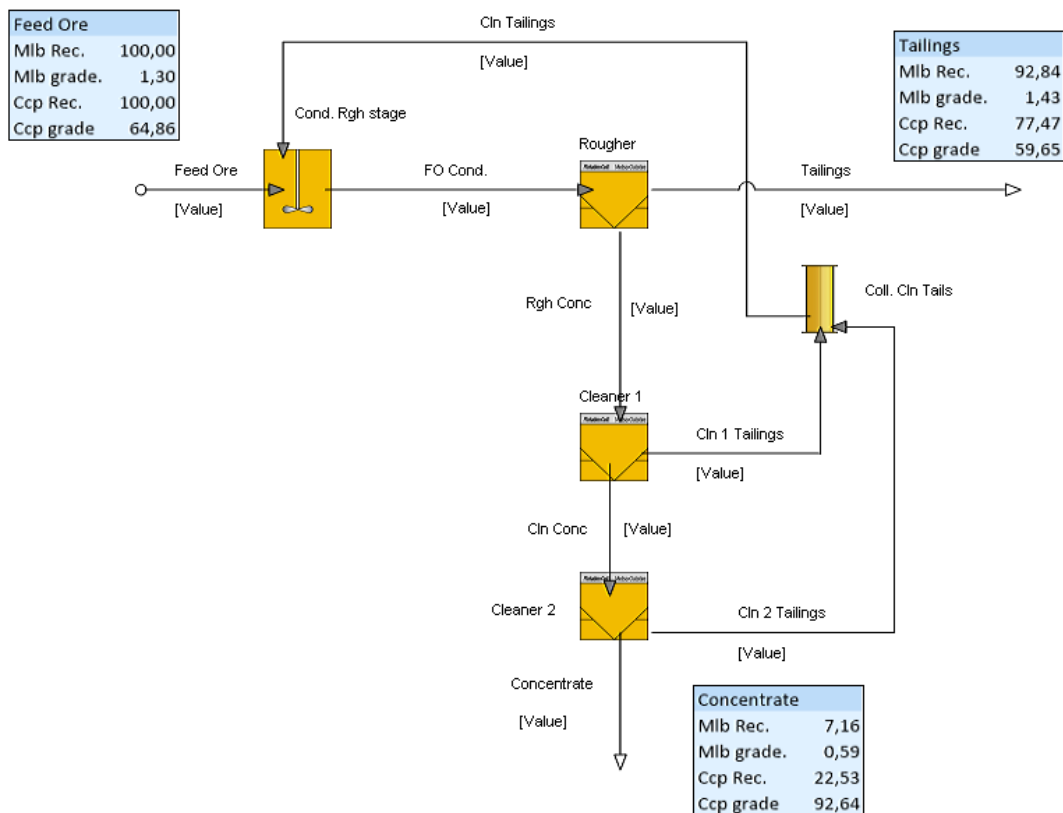 Feed Ore
Mlb Rec. 100,00
Mlb grade. 1,30
Ccp Rec. 100,00
Ccp grade 64,86
Cln Tailings
[Value]
Tailings
Mlb Rec. 92,84
Mlb grade. 1,43
Ccp Rec. 77,47
Ccp grade 59,65
Cond. Rgh stage
Rougher
Feed Ore
[Value]
FO Cond.
[Value]
Tailings
[Value]
Rgh Conc
[Value]
Coll. Cln Tails
Cleaner 1
Cln 1 Tailings
[Value]
Cln Conc
[Value]
Cleaner 2
Cln 2 Tailings
[Value]
Concentrate
[Value]
Concentrate
Mlb Rec. 7,16
Mlb grade. 0,59
Ccp Rec. 22,53
Ccp grade 92,64